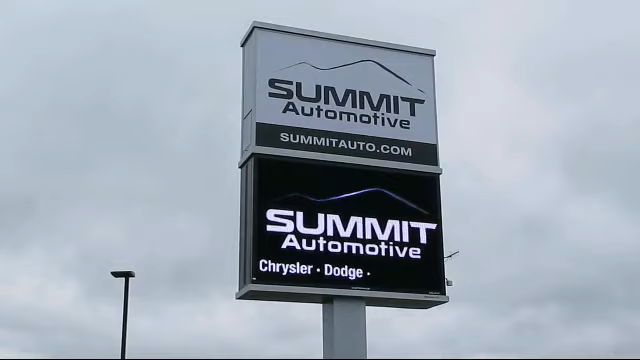 SUMMIT
Automotive
SUMMITAUTO.COM
SUMMIT
Automotive
Chrysler · Dodge ·